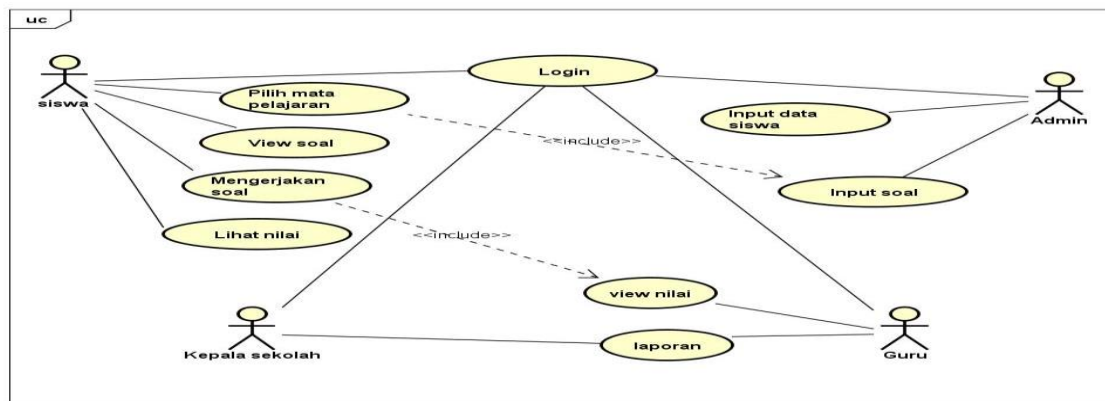 uc
Login
siswa
Pilih mata
pelajaran
Input data
siswa
Admin
View soal
<<include>>
Mengerjakan
soal
Input soal
Lihat nilai
<<include>>
view nilai
laporan
Kepala sekolah
Guru